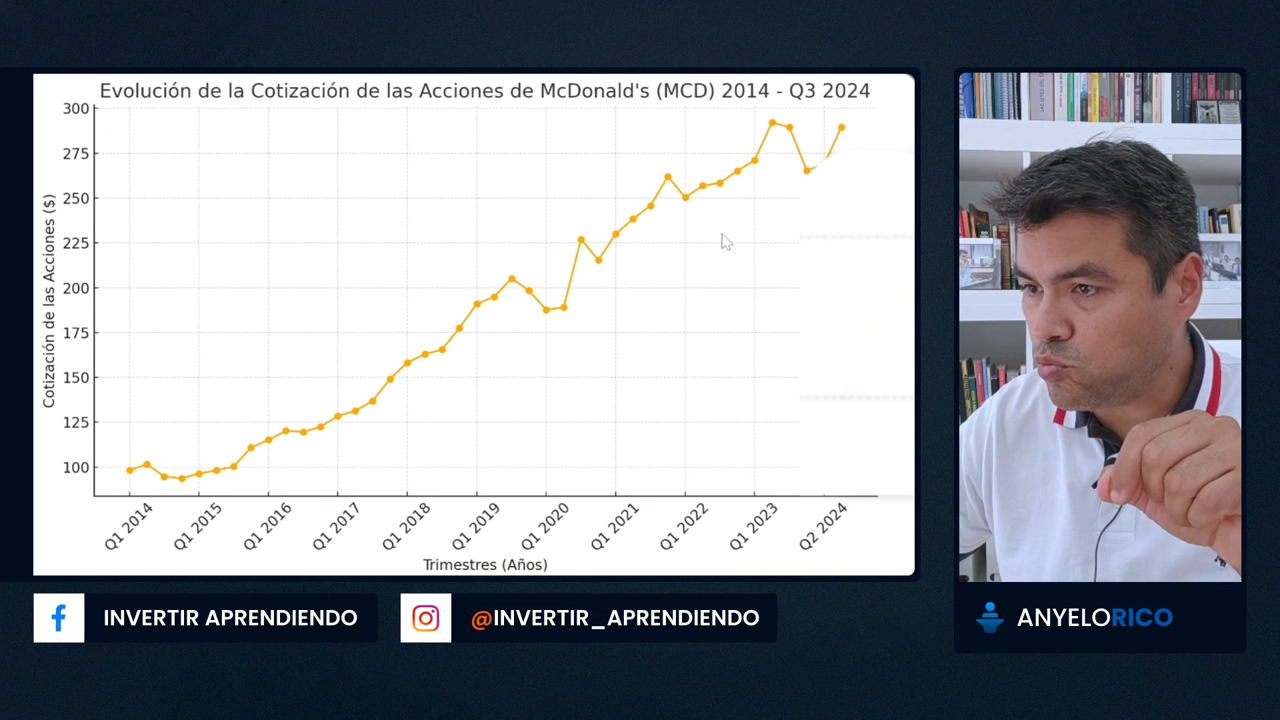 Evolución de la Cotización de las Acciones de McDonald's (MCD) 2014 - Q3 2024
Cotización de las Acciones ($)
300
275
250
225
200
175
150
125
100
Q1 2014
Q1 2015
Q1 2016
Q1 2017
Q1 2018
Q1 2019
Q1 2020
Q1 2021
Q1 2022
Q1 2023
Q2 2024
Trimestres (Años)
INVERTIR APRENDIENDO
@INVERTIR_APRENDIENDO
ANYELORICO